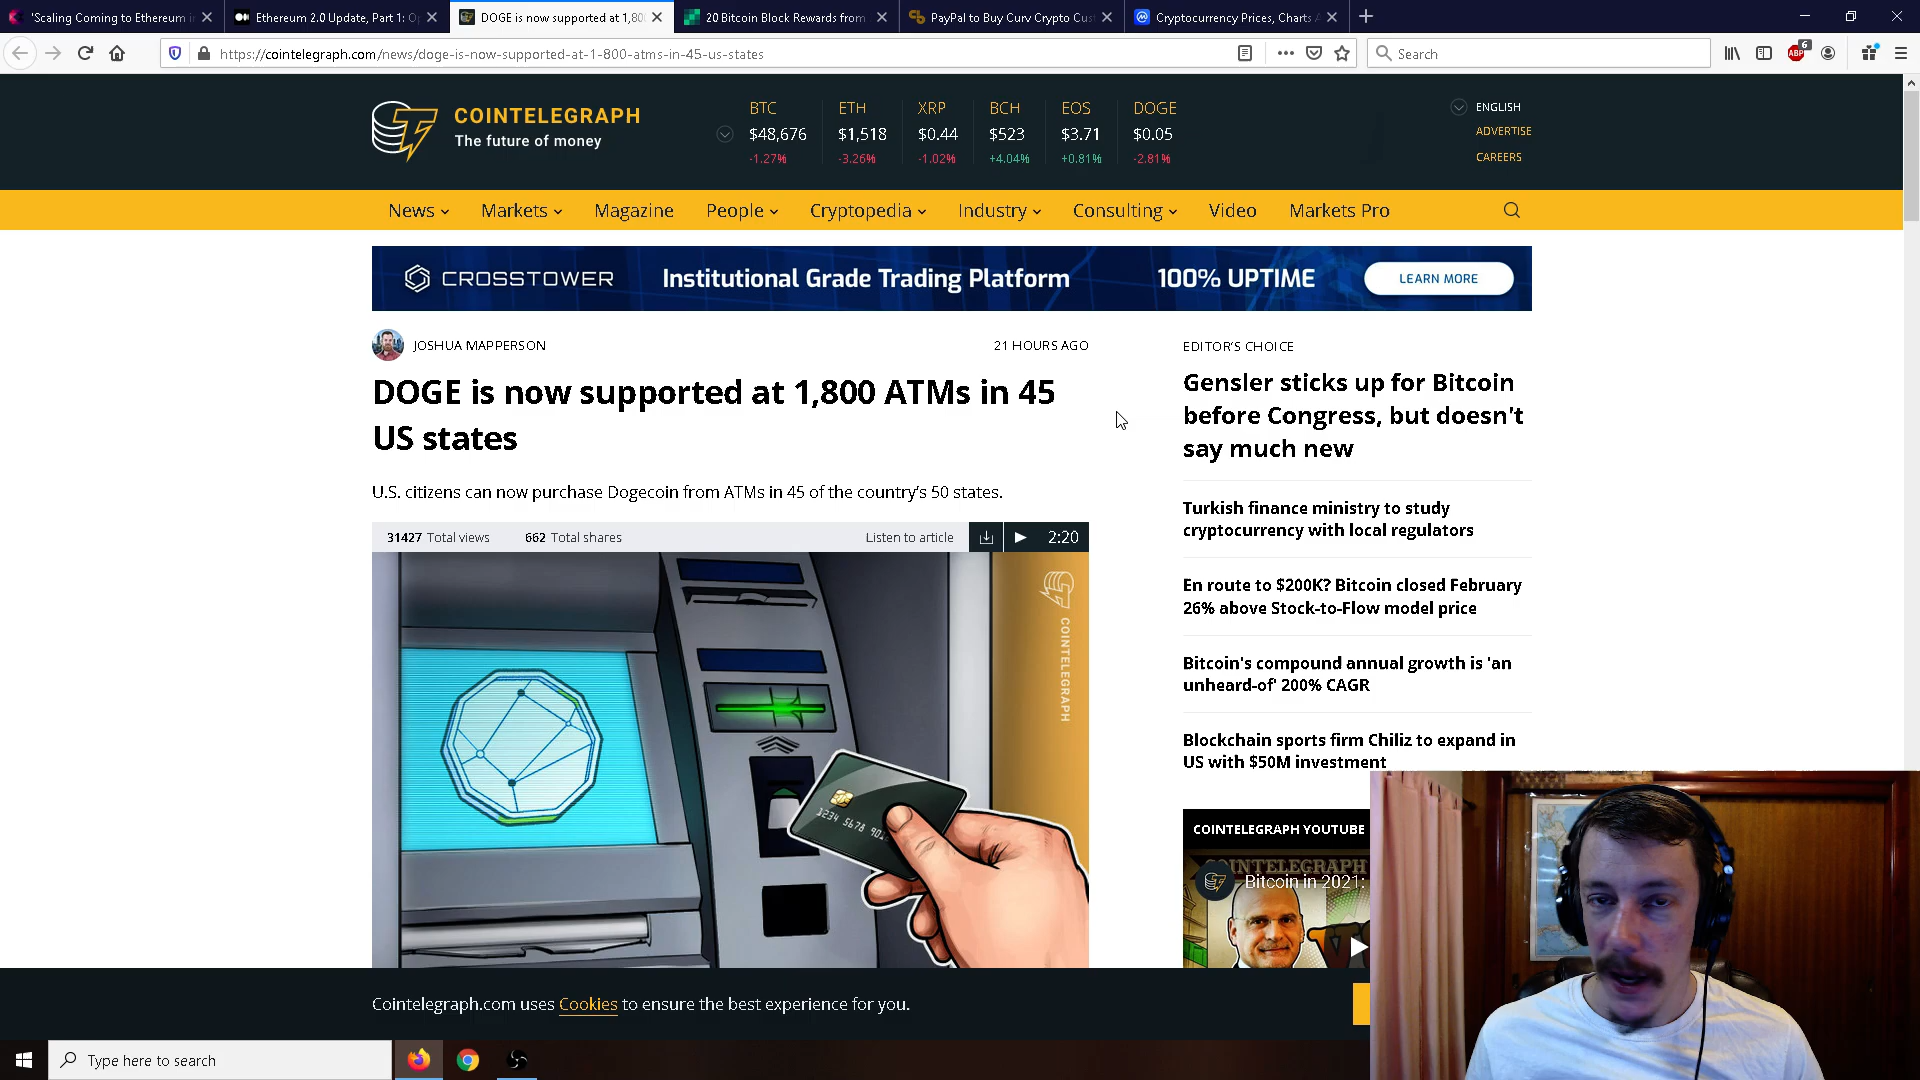 'Scaling Coming to Ethereum i
Ethereum 2.0 Update, Part 1: O
DOGE is now supported at 1,80
20 Bitcoin Block Rewards from
PayPal to Buy Curv Crypto Cus
Cryptocurrency Prices, Charts
https://cointelegraph.com/news/doge-is-now-supported-at-1-800-atms-in-45-us-states
Search
ABP
6
COINTELEGRAPH
The future of money
BTC ETH XRP BCH EOS DOGE
$48,676 $1,518 $0.44 $523 $3.71 $0.05
-1.27% -3.26% -1.02% +4.04% +0.81% -2.81%
ENGLISH
ADVERTISE
CAREERS
News Markets Magazine People Cryptopedia Industry Consulting Video Markets Pro
CROSSTOWER Institutional Grade Trading Platform 100% UPTIME LEARN MORE
JOSHUA MAPPERSON 21 HOURS AGO
DOGE is now supported at 1,800 ATMs in 45
US states
U.S. citizens can now purchase Dogecoin from ATMs in 45 of the country's 50 states.
31427 Total views 662 Total shares Listen to article 2:20
COINTELEGRAPH
1234 5678
EDITOR'S CHOICE
Gensler sticks up for Bitcoin
before Congress, but doesn't
say much new
Turkish finance ministry to study
cryptocurrency with local regulators
En route to $200K? Bitcoin closed February
26% above Stock-to-Flow model price
Bitcoin's compound annual growth is 'an
unheard-of' 200% CAGR
Blockchain sports firm Chiliz to expand in
US with $50M investment
COINTELEGRAPH YOUTUBE
COINTELEGRAPH
Bitcoin in 2021:
Cointelegraph.com uses Cookies to ensure the best experience for you.
Type here to search